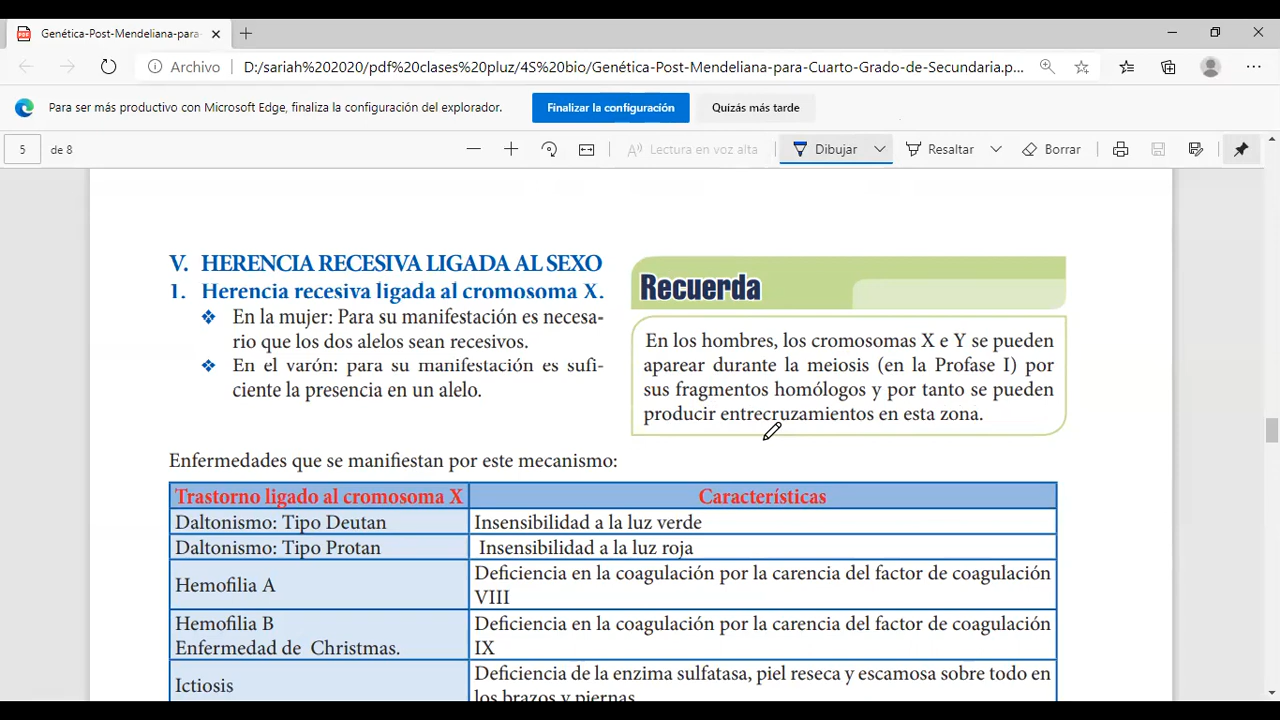 Genética-Post-Mendeliana-para-
Archivo
D:/sariah%202020/pdf%20clases%20pluz/4S%20bio/Genética-Post-Mendeliana-para-Cuarto-Grado-de-Secundaria.p...
Para ser más productivo con Microsoft Edge, finaliza la configuración del explorador.
Finalizar la configuración
Quizás más tarde
5 de 8
Lectura en voz alta
Dibujar
Resaltar
Borrar
V. HERENCIA RECESIVA LIGADA AL SEXO
1. Herencia recesiva ligada al cromosoma X.
❖ En la mujer: Para su manifestación es necesa-
rio que los dos alelos sean recesivos.
❖ En el varón: para su manifestación es sufi-
ciente la presencia en un alelo.
Recuerda
En los hombres, los cromosomas X e Y se pueden
aparear durante la meiosis (en la Profase I) por
sus fragmentos homólogos y por tanto se pueden
producir entrecruzamientos en esta zona.
Enfermedades que se manifiestan por este mecanismo:
Trastorno ligado al cromosoma X
Características
Daltonismo: Tipo Deutan
Insensibilidad a la luz verde
Daltonismo: Tipo Protan
Insensibilidad a la luz roja
Hemofilia A
Deficiencia en la coagulación por la carencia del factor de coagulación
VIII
Hemofilia B
Enfermedad de Christmas.
Deficiencia en la coagulación por la carencia del factor de coagulación
IX
Ictiosis
Deficiencia de la enzima sulfatasa, piel reseca y escamosa sobre todo en
los brazos y piernas